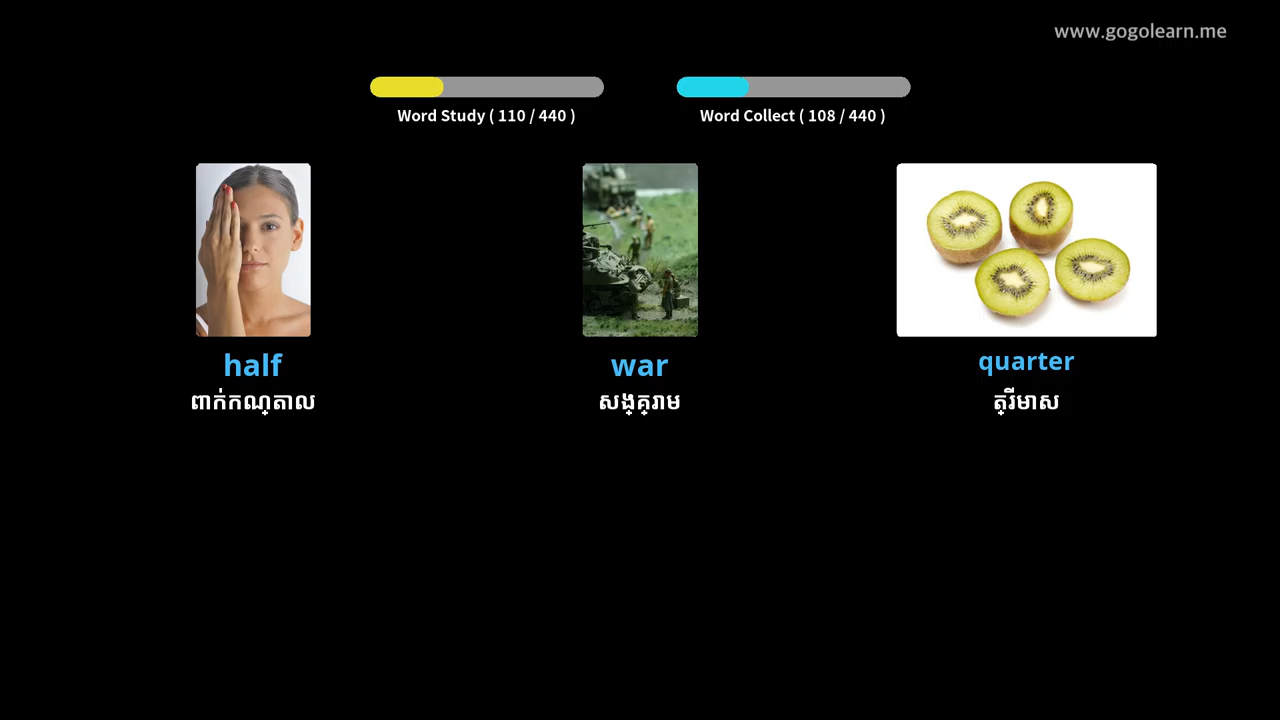 www.gogolearn.me
Word Study ( 110 / 440 )
Word Collect ( 108 / 440 )
half
war
quarter
ពាក់កណ្តាល
សង្គ្រាម
ត្រីមាស